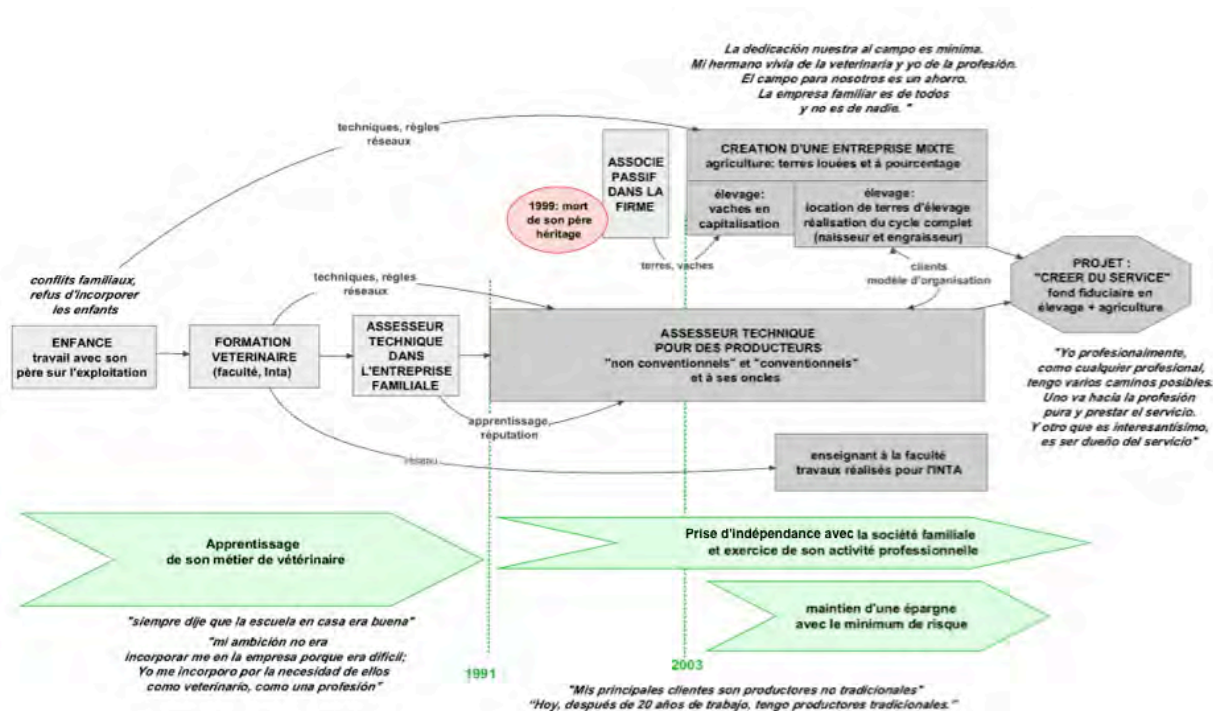 La dedicación nuestra al campo es mínima.
Mi hermano vivía de la veterinaria y yo de la profesión.
El campo para nosotros es un ahorro.
La empresa familiar es de todos
y no es de nadie. "
techniques, règles
réseaux
ASSOCIE
PASSIF
DANS LA
FIRME
CREATION D'UNE ENTREPRISE MIXTE
agriculture: terres louées et à pourcentage
1999: mort
de son père
héritage
élevage:
vaches en
capitalisation
élevage:
location de terres d'élevage
réalisation du cycle complet
(naisseur et engraisseur)
terres, vaches
clients
modèle d'organisation
PROJET :
"CREER DU SERViCE"
fond fiduciaire en
élevage + agriculture
conflits familiaux,
refus d'incorporer
les enfants
techniques, règles
réseaux
ENFANCE
travail avec son
père sur l'exploitation
FORMATION
VETERINAIRE
(faculté, Inta)
ASSESSEUR
TECHNIQUE
DANS
L'ENTREPRISE
FAMILIALE
ASSESSEUR TECHNIQUE
POUR DES PRODUCTEURS
"non conventionnels" et "conventionnels"
et à ses oncles
"Yo profesionalmente,
como cualquier profesional,
tengo varios caminos posibles.
Uno va hacia la profesión
pura y prestar el servicio.
Y otro que es interesantísimo,
es ser dueño del servicio"
apprentissage,
réputation
réseau
enseignant à la faculté
travaux réalisés pour l'INTA
Apprentissage
de son métier de vétérinaire
Prise d'indépendance avec la société familiale
et exercice de son activité professionnelle
maintien d'une épargne
avec le minimum de risque
"siempre dije que la escuela en casa era buena"
"mi ambición no era
incorporar me en la empresa porque era difícil;
Yo me incorporo por la necesidad de ellos
como veterinario, como una profesión"
1991
2003
"Mis principales clientes son productores no tradicionales"
"Hoy, después de 20 años de trabajo, tengo productores tradicionales."